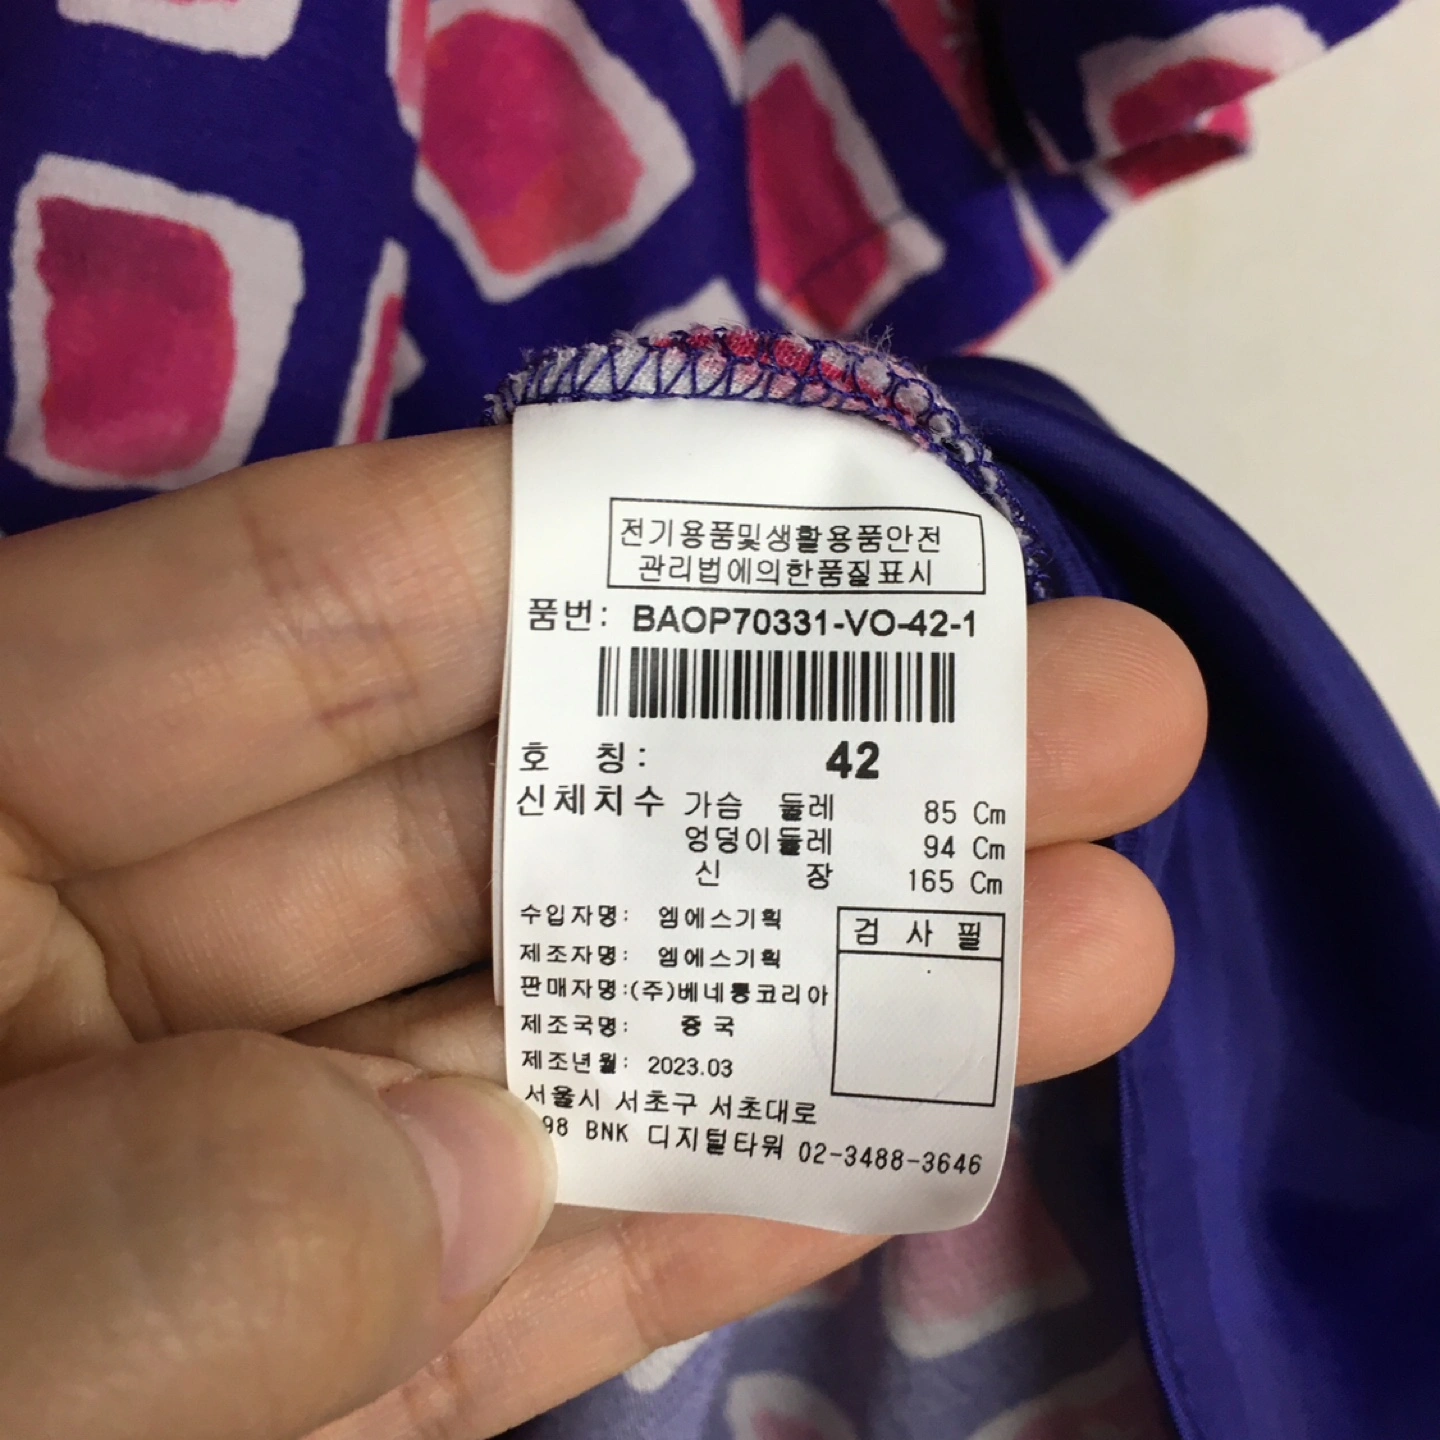 전기용품및생활용품안전
관리법에의한품질표시
품번: BAOP70331-VO-42-1
호 칭: 42
신체치수 가슴 둘레 85 Cm
엉덩이둘레 94 Cm
신 장 165 Cm
수입자명: 엠에스기획
제조자명: 엠에스기획
판매자명:(주)베네통코리아
제조국명: 중국
제조년월: 2023.03
검 사 필
서울시 서초구 서초대로
98 BNK 디지털타워 02-3488-3646